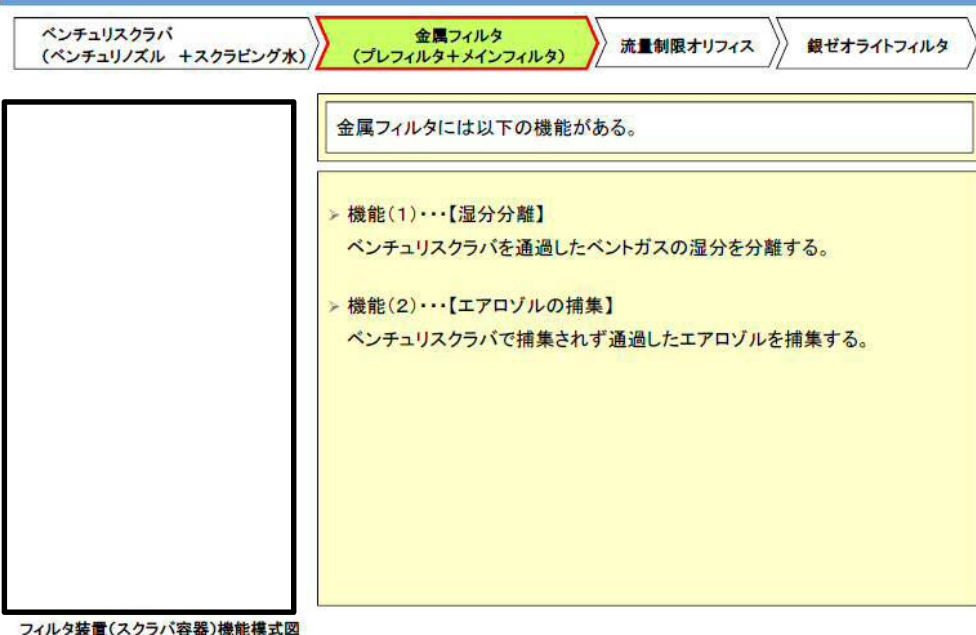 ベンチュリスクラバ
(ベンチュリノズル ＋スクラビング水)
金属フィルタ
(プレフィルタ＋メインフィルタ)
流量制限オリフィス
銀ゼオライトフィルタ
金属フィルタには以下の機能がある。
➢ 機能(1)・・・【湿分分離】
ベンチュリスクラバを通過したベントガスの湿分を分離する。
➢ 機能(2)・・・【エアロゾルの捕集】
ベンチュリスクラバで捕集されず通過したエアロゾルを捕集する。
フィルタ装置(スクラバ容器)機能模式図